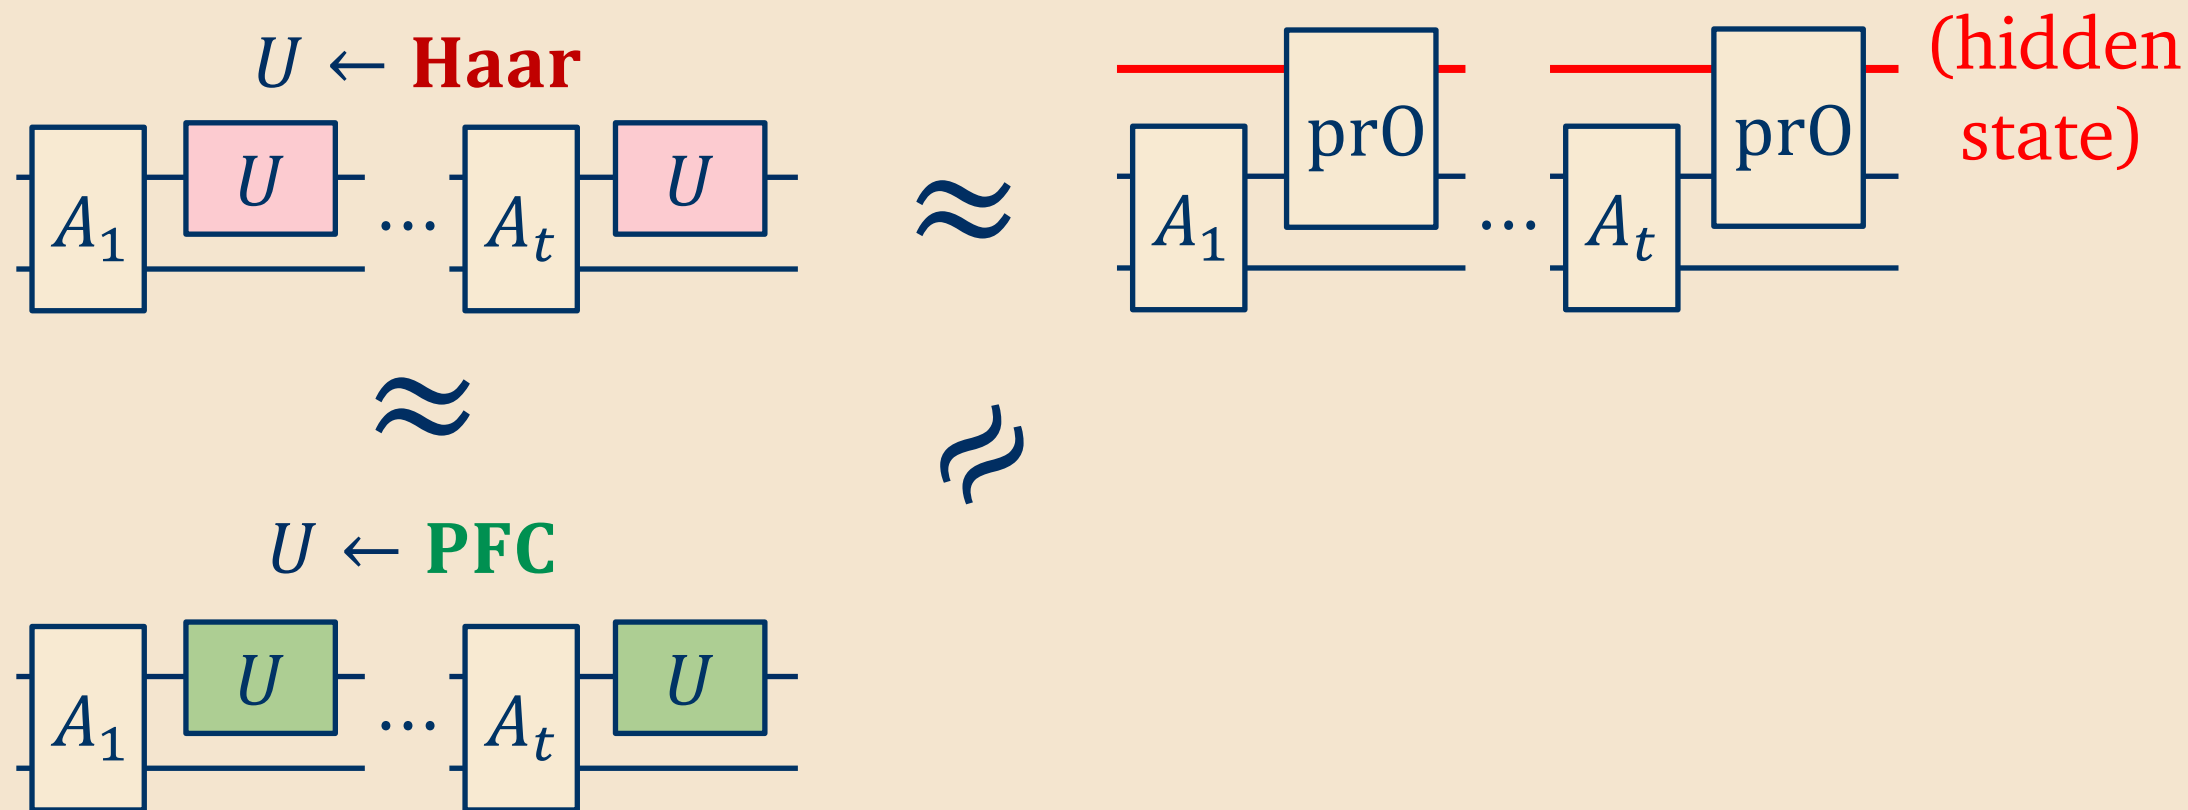 U ← Haar
A₁ U ⋯ Aₜ U
≈
A₁ prO ⋯ Aₜ prO
(hidden
state)
≈
≈
U ← PFC
A₁ U ⋯ Aₜ U